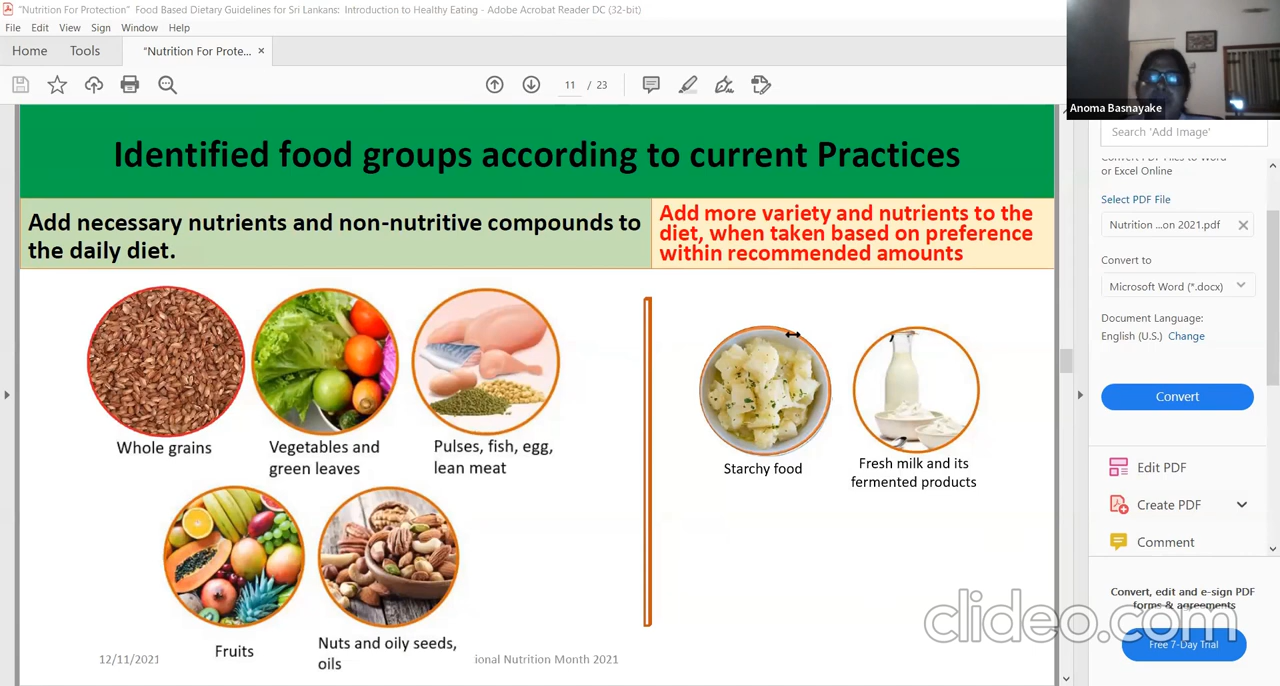 "Nutrition For Protection" Food Based Dietary Guidelines for Sri Lankans: Introduction to Healthy Eating - Adobe Acrobat Reader DC (32-bit)
File Edit View Sign Window Help
Home Tools "Nutrition For Prote... ×
11 / 23
Anoma Basnayake
Search 'Add Image'
Convert PDF Files to Word
or Excel Online
Select PDF File
Nutrition ...on 2021.pdf
Convert to
Microsoft Word (*.docx)
Document Language:
English (U.S.) Change
Convert
Edit PDF
Create PDF
Comment
Convert, edit and e-sign PDF
forms & agreements
Free 7-Day Trial
Identified food groups according to current Practices
Add necessary nutrients and non-nutritive compounds to
the daily diet.
Add more variety and nutrients to the
diet, when taken based on preference
within recommended amounts
Whole grains
Vegetables and
green leaves
Pulses, fish, egg,
lean meat
Starchy food
Fresh milk and its
fermented products
Fruits
Nuts and oily seeds,
oils
12/11/2021
ional Nutrition Month 2021
clideo.com